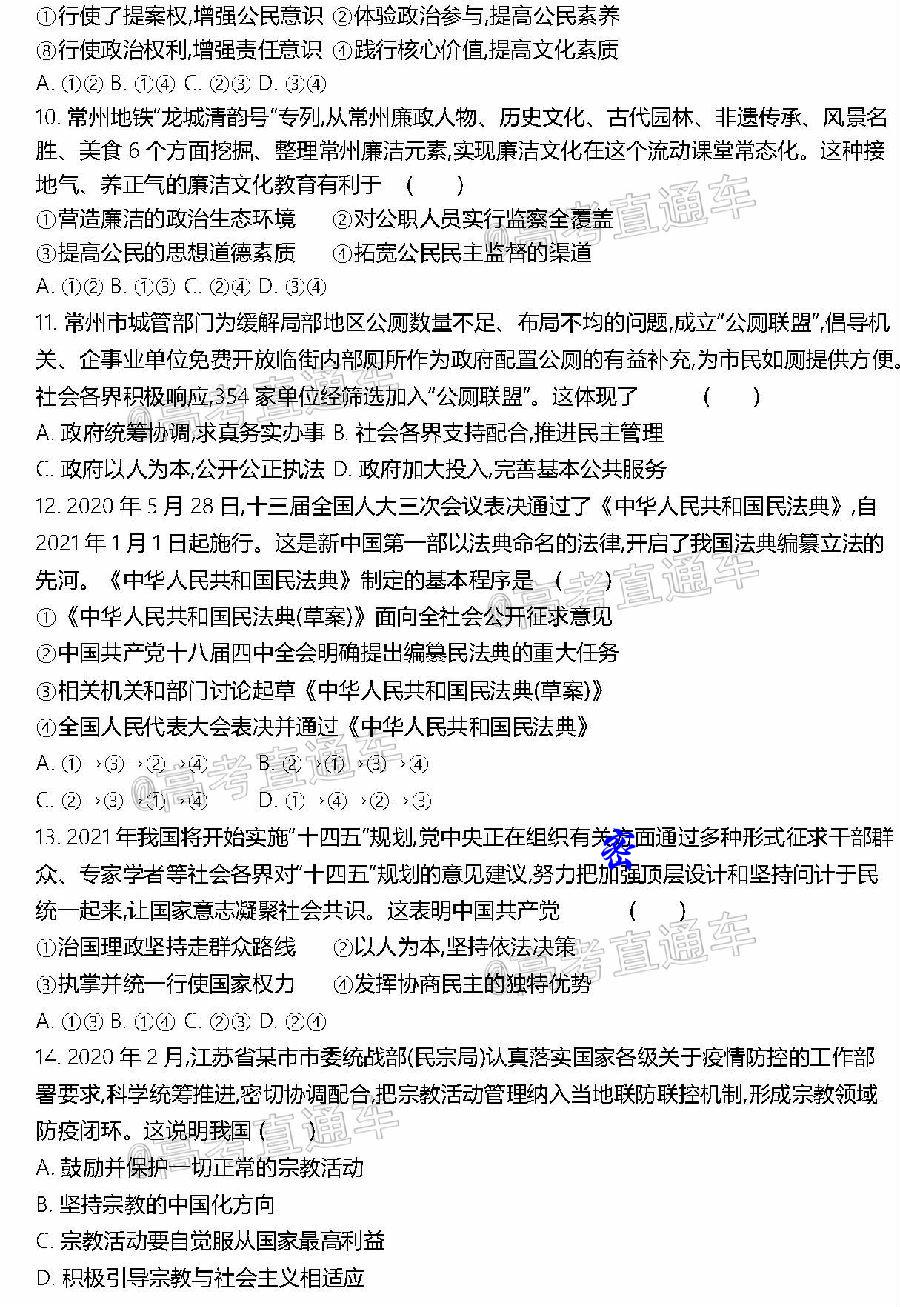 ①行使了提案权,增强公民意识 ②体验政治参与,提高公民素养
⑧行使政治权利,增强责任意识 ④践行核心价值,提高文化素质
A. ①② B. ①④ C. ②③ D. ③④
10. 常州地铁“龙城清韵号”专列,从常州廉政人物、历史文化、古代园林、非遗传承、风景名
胜、美食 6 个方面挖掘、整理常州廉洁元素,实现廉洁文化在这个流动课堂常态化。这种接
地气、养正气的廉洁文化教育有利于 ( )
①营造廉洁的政治生态环境 ②对公职人员实行监察全覆盖
③提高公民的思想道德素质 ④拓宽公民民主监督的渠道
A. ①② B. ①③ C. ②④ D. ③④
11. 常州市城管部门为缓解局部地区公厕数量不足、布局不均的问题,成立“公厕联盟”,倡导机
关、企事业单位免费开放临街内部厕所作为政府配置公厕的有益补充,为市民如厕提供方便。
社会各界积极响应,354 家单位经筛选加入“公厕联盟”。这体现了 ( )
A. 政府统筹协调,求真务实办事 B. 社会各界支持配合,推进民主管理
C. 政府以人为本,公开公正执法 D. 政府加大投入,完善基本公共服务
12. 2020 年 5 月 28 日,十三届全国人大三次会议表决通过了《中华人民共和国民法典》,自
2021 年 1 月 1 日起施行。这是新中国第一部以法典命名的法律,开启了我国法典编纂立法的
先河。《中华人民共和国民法典》制定的基本程序是 ( )
①《中华人民共和国民法典(草案)》面向全社会公开征求意见
②中国共产党十八届四中全会明确提出编纂民法典的重大任务
③相关机关和部门讨论起草《中华人民共和国民法典(草案)》
④全国人民代表大会表决并通过《中华人民共和国民法典》
A. ①→③→②→④ B. ②→①→③→④
C. ②→③→①→④ D. ①→④→②→③
13. 2021 年我国将开始实施“十四五”规划,党中央正在组织有关密面通过多种形式征求干部群
众、专家学者等社会各界对“十四五”规划的意见建议,努力把加强顶层设计和坚持问计于民
统一起来,让国家意志凝聚社会共识。这表明中国共产党 ( )
①治国理政坚持走群众路线 ②以人为本,坚持依法决策
③执掌并统一行使国家权力 ④发挥协商民主的独特优势
A. ①③ B. ①④ C. ②③ D. ②④
14. 2020 年 2 月,江苏省某市市委统战部(民宗局)认真落实国家各级关于疫情防控的工作部
署要求,科学统筹推进,密切协调配合,把宗教活动管理纳入当地联防联控机制,形成宗教领域
防疫闭环。这说明我国 ( )
A. 鼓励并保护一切正常的宗教活动
B. 坚持宗教的中国化方向
C. 宗教活动要自觉服从国家最高利益
D. 积极引导宗教与社会主义相适应
@高考直通车
@高考直通车
@高考直通车
@高考直通车
@高考直通车
@高考直通车